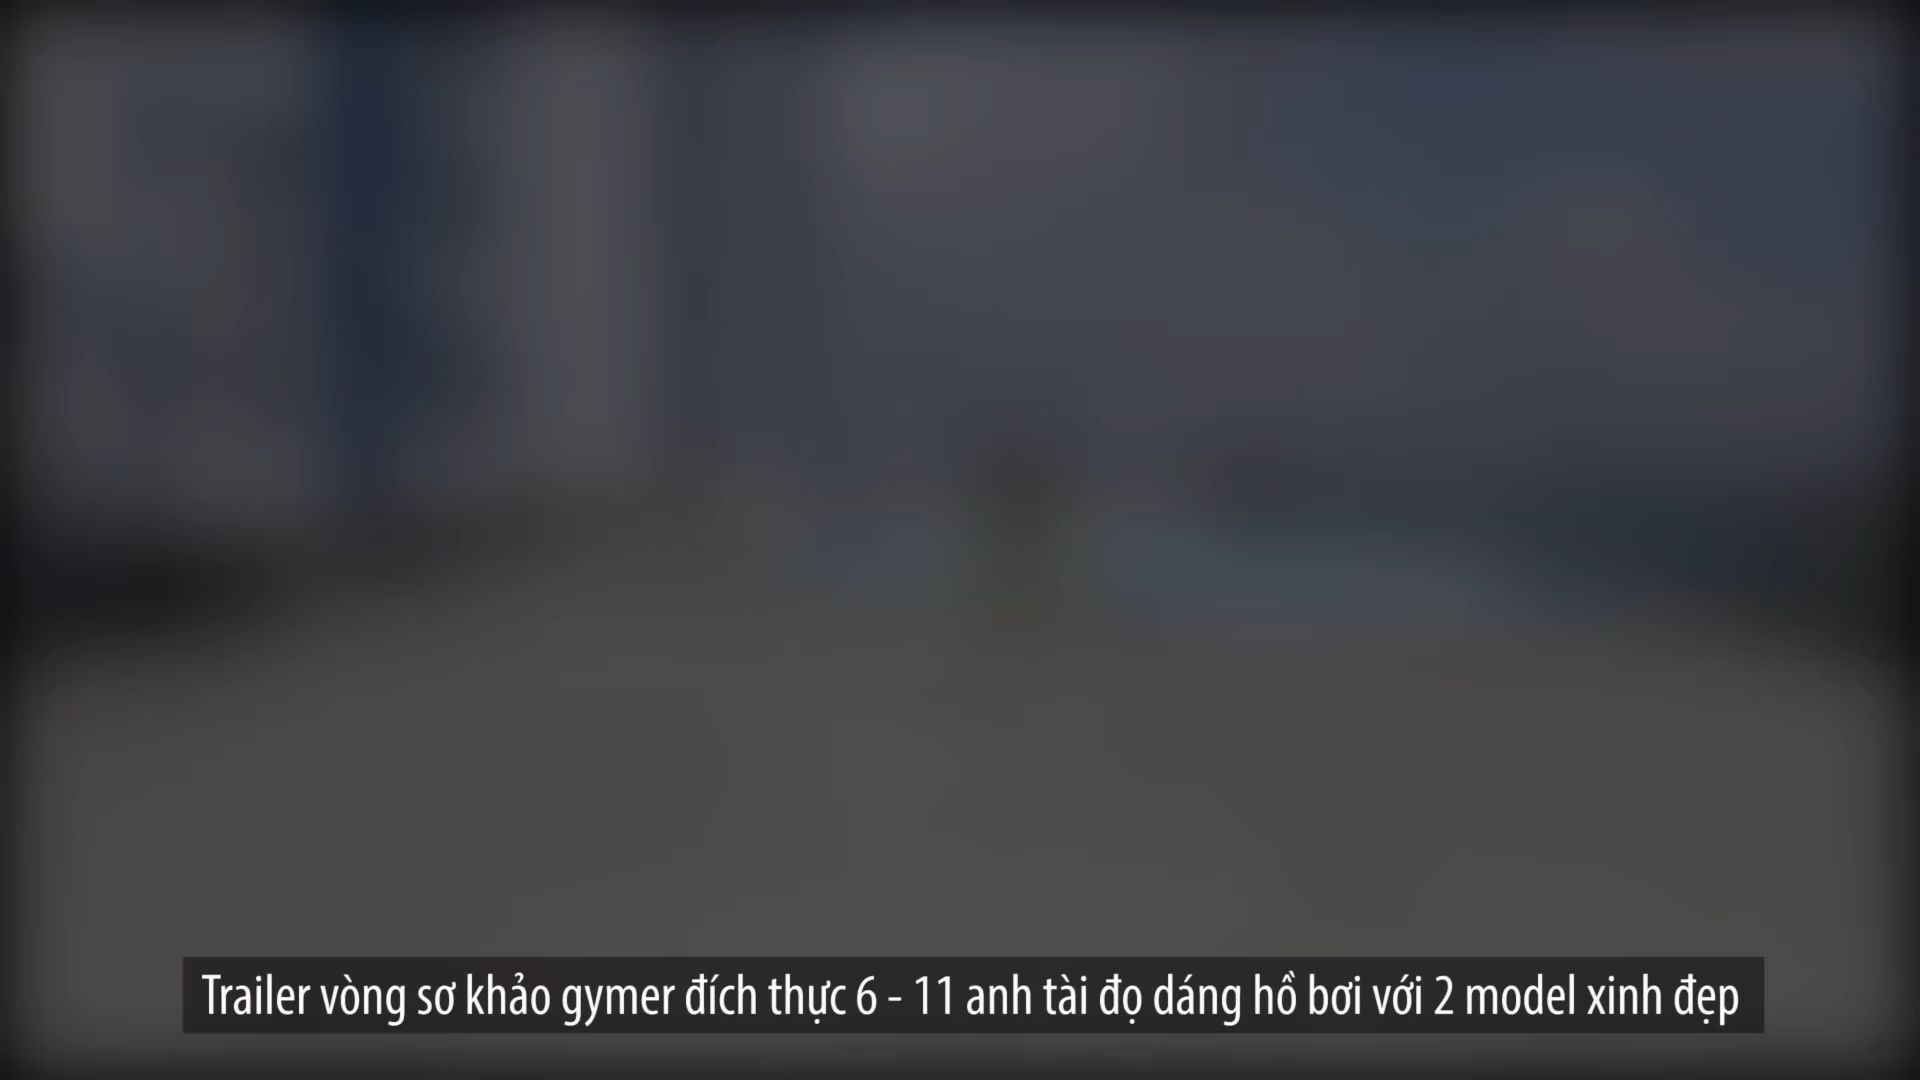 Trailer vòng sơ khảo gymer đích thực 6 - 11 anh tài đọ dáng hồ bơi với 2 model xinh đẹp